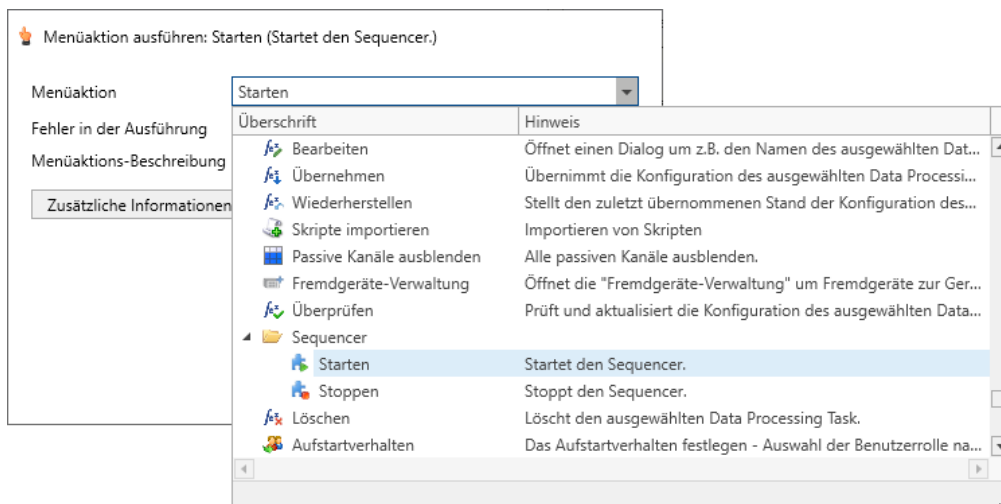 Menüaktion ausführen: Starten (Startet den Sequencer.)
Menüaktion
Starten
Überschrift Hinweis
Fehler in der Ausführung
Menüaktions-Beschreibung
Zusätzliche Informationen
Bearbeiten Öffnet einen Dialog um z.B. den Namen des ausgewählten Dat...
Übernehmen Übernimmt die Konfiguration des ausgewählten Data Processi...
Wiederherstellen Stellt den zuletzt übernommenen Stand der Konfiguration des...
Skripte importieren Importieren von Skripten
Passive Kanäle ausblenden Alle passiven Kanäle ausblenden.
Fremdgeräte-Verwaltung Öffnet die "Fremdgeräte-Verwaltung" um Fremdgeräte zur Ger...
Überprüfen Prüft und aktualisiert die Konfiguration des ausgewählten Data...
Sequencer
Starten Startet den Sequencer.
Stoppen Stoppt den Sequencer.
Löschen Löscht den ausgewählten Data Processing Task.
Aufstartverhalten Das Aufstartverhalten festlegen - Auswahl der Benutzerrolle na...